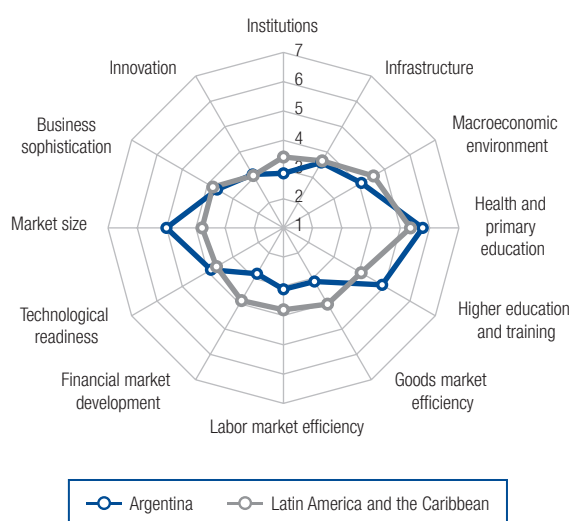 Institutions
Infrastructure
Macroeconomic
environment
Health and
primary
education
Higher education
and training
Goods market
efficiency
Labor market efficiency
Financial market
development
Technological
readiness
Market size
Business
sophistication
Innovation
7
6
5
4
3
2
1
Argentina
Latin America and the Caribbean